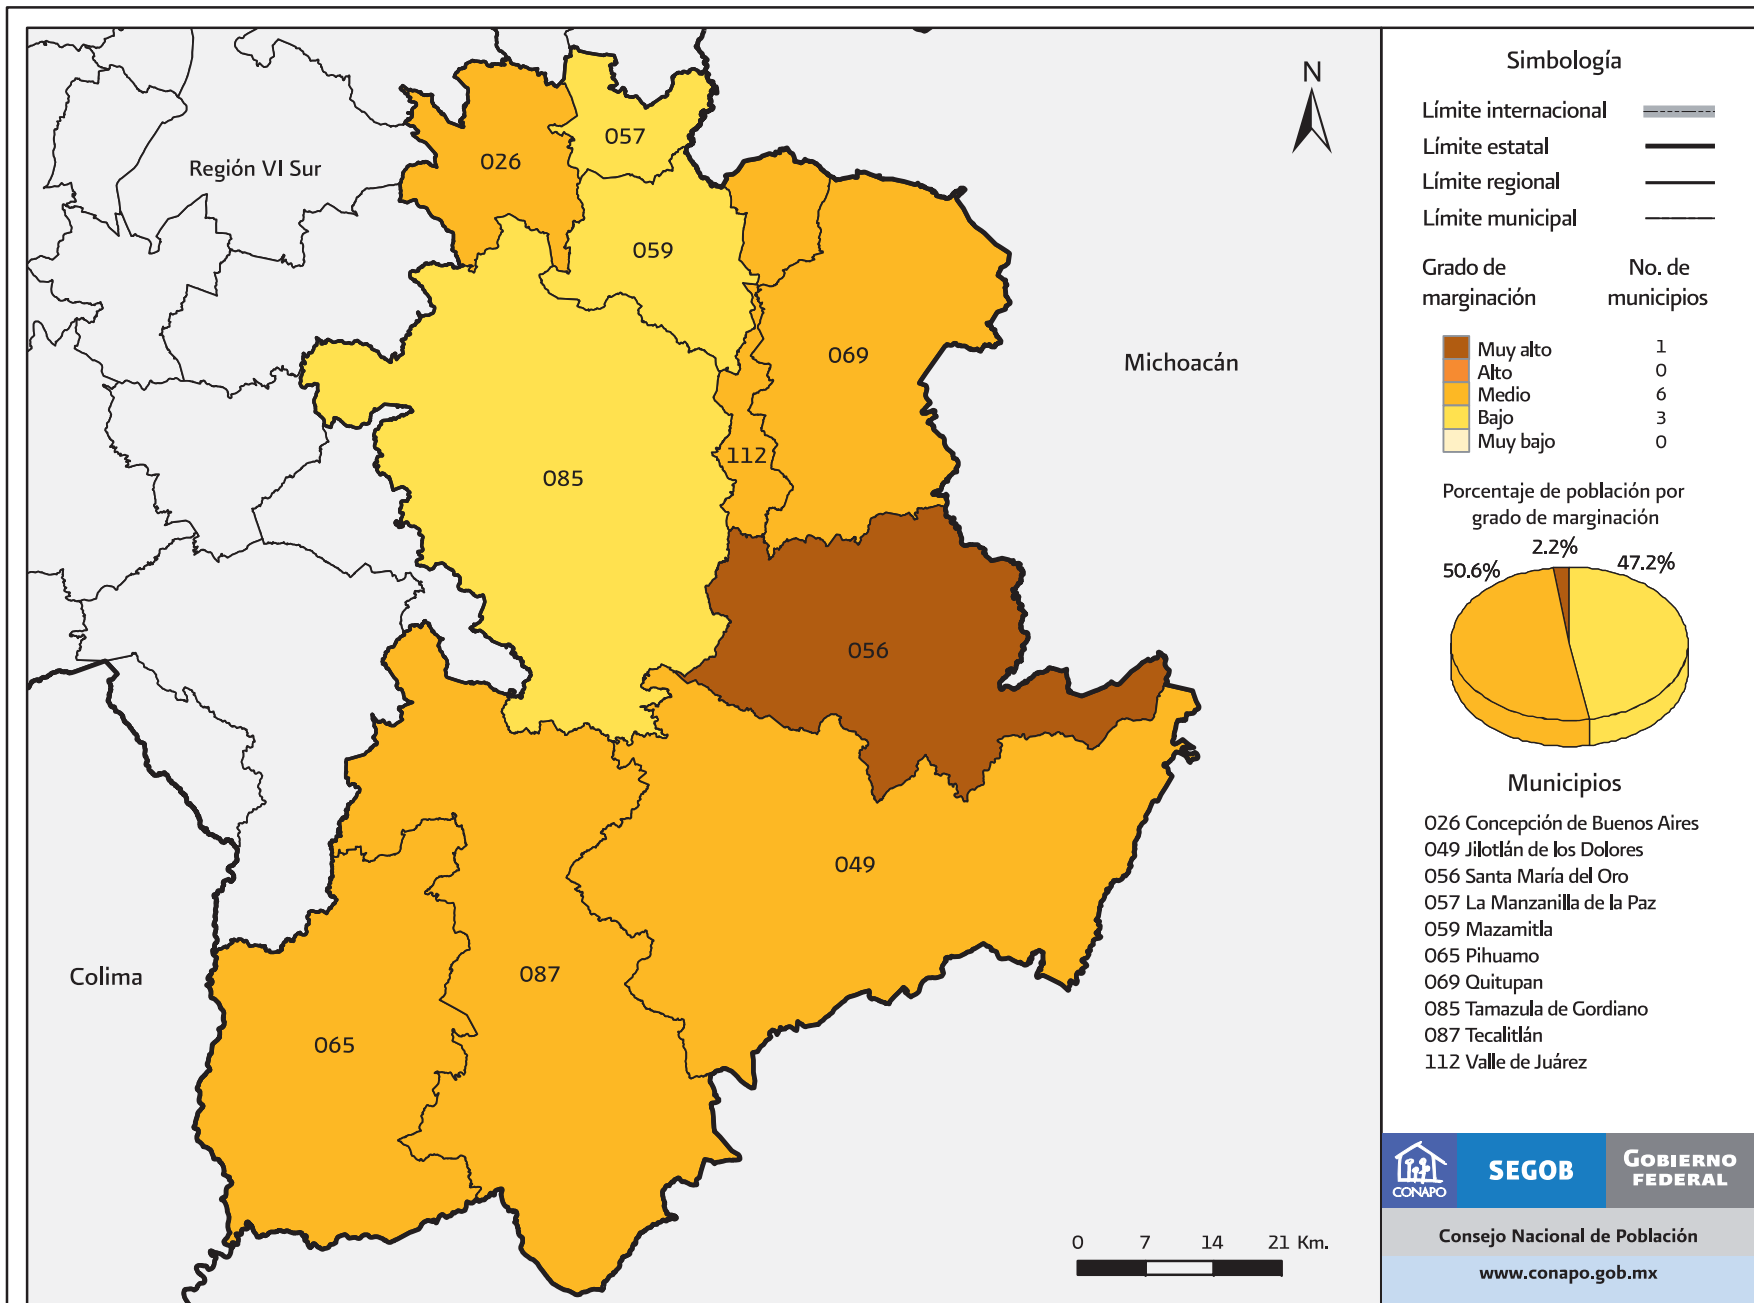 Región VI Sur
026
057
059
069
112
085
056
049
087
065
Michoacán
Colima
N
0 7 14 21 Km.
Simbología
Límite internacional
Límite estatal
Límite regional
Límite municipal
Grado de marginación No. de municipios
Muy alto 1
Alto 0
Medio 6
Bajo 3
Muy bajo 0
Porcentaje de población por
grado de marginación
50.6% 2.2% 47.2%
Municipios
026 Concepción de Buenos Aires
049 Jilotlán de los Dolores
056 Santa María del Oro
057 La Manzanilla de la Paz
059 Mazamitla
065 Pihuamo
069 Quitupan
085 Tamazula de Gordiano
087 Tecalitlán
112 Valle de Juárez
CONAPO
SEGOB
GOBIERNO
FEDERAL
Consejo Nacional de Población
www.conapo.gob.mx